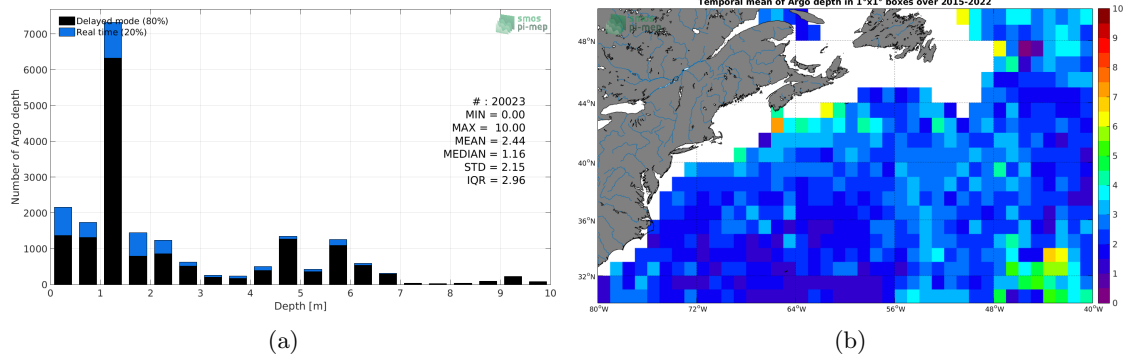 Delayed mode (80%)
Real time (20%)
smos
pi-mep
# : 20023
MIN = 0.00
MAX = 10.00
MEAN = 2.44
MEDIAN = 1.16
STD = 2.15
IQR = 2.96
Number of Argo depth
7000
6000
5000
4000
3000
2000
1000
0
0 1 2 3 4 5 6 7 8 9 10
Depth [m]
(a)
Temporal mean of Argo depth in 1°x1° boxes over 2015-2022
smos
pi-mep
48°N
44°N
40°N
36°N
32°N
80°W 72°W 64°W 56°W 48°W 40°W
10
9
8
7
6
5
4
3
2
1
0
(b)